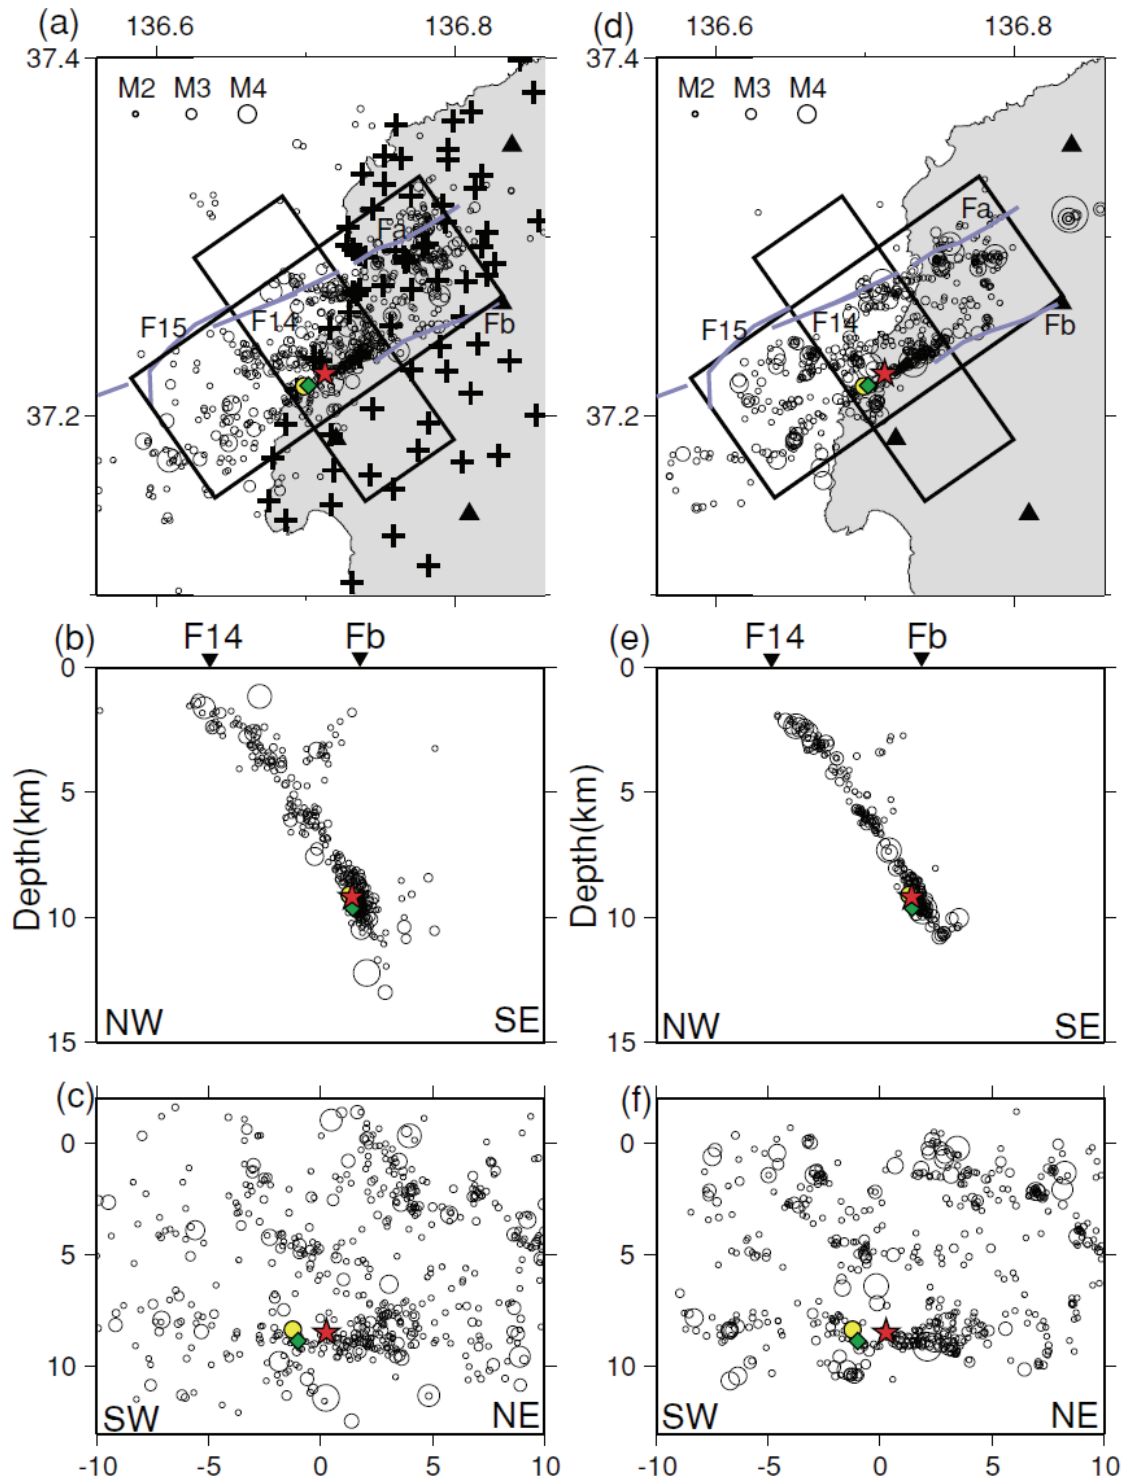 136.6 136.8 136.6 136.8
(a) (d)
37.4 37.4
M2 M3 M4 M2 M3 M4
Fa Fa
F15 F14 Fb F15 F14 Fb
37.2 37.2
(b) F14 Fb (e) F14 Fb
0 0
5 5
Depth(km) Depth(km)
10 10
NW SE NW SE
15 15
(c) (f)
0 0
5 5
10 10
SW NE SW NE
-10 -5 0 5 10 -10 -5 0 5 10